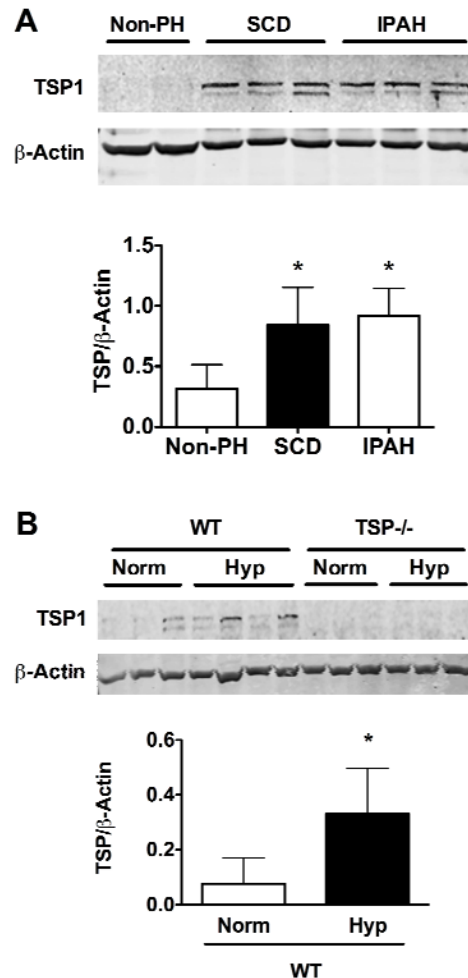 A
Non-PH SCD IPAH
TSP1
β-Actin
TSP/β-Actin
1.5
1.0
0.5
0.0
* *
Non-PH SCD IPAH
B
WT TSP-/-
Norm Hyp Norm Hyp
TSP1
β-Actin
TSP/β-Actin
0.6
0.4
0.2
0.0
*
Norm Hyp
WT